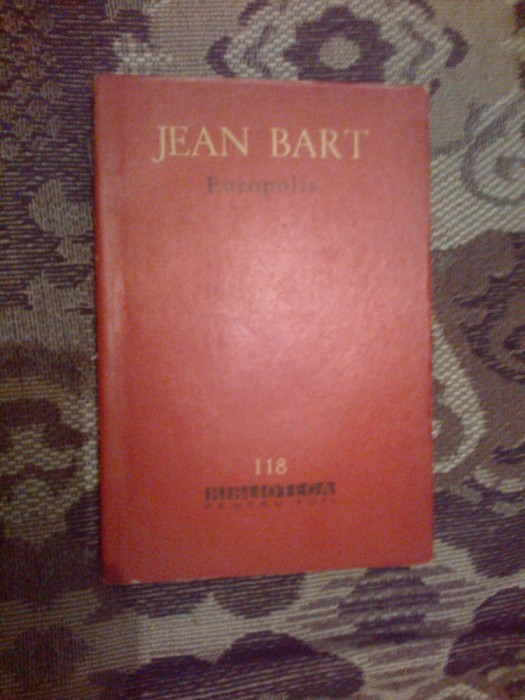 JEAN BART
Europolis
118
BIBLIOTECA
PENTRU TOȚI